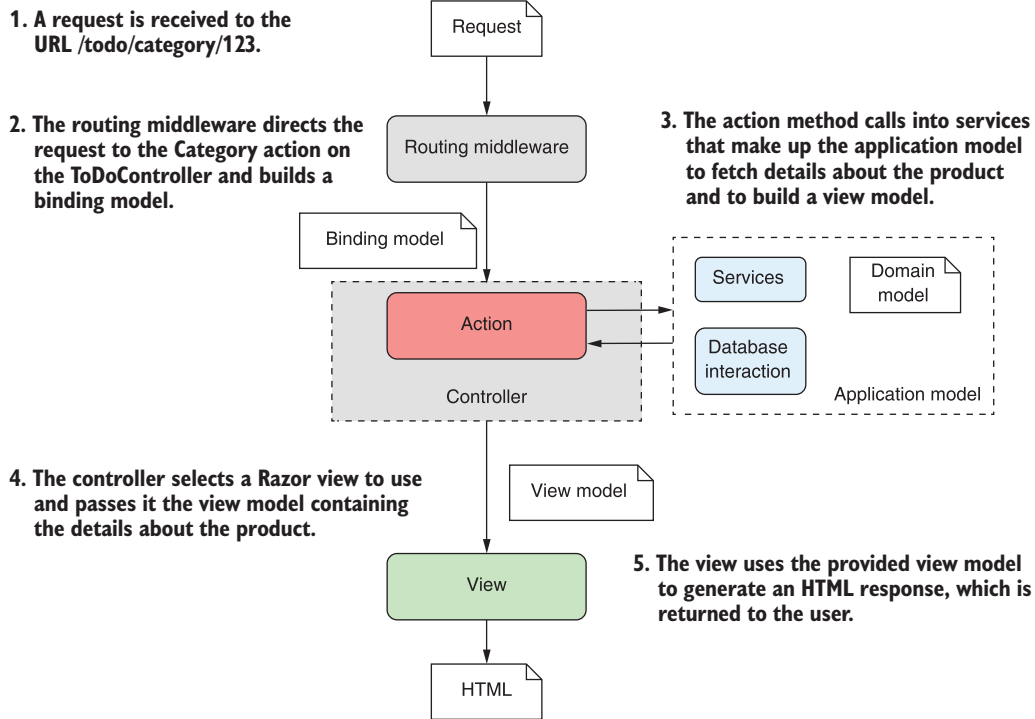 1. A request is received to the
URL /todo/category/123.
Request
2. The routing middleware directs the
request to the Category action on
the ToDoController and builds a
binding model.
Routing middleware
3. The action method calls into services
that make up the application model
to fetch details about the product
and to build a view model.
Binding model
Services
Domain
model
Action
Database
interaction
Controller
Application model
4. The controller selects a Razor view to use
and passes it the view model containing
the details about the product.
View model
View
5. The view uses the provided view model
to generate an HTML response, which is
returned to the user.
HTML